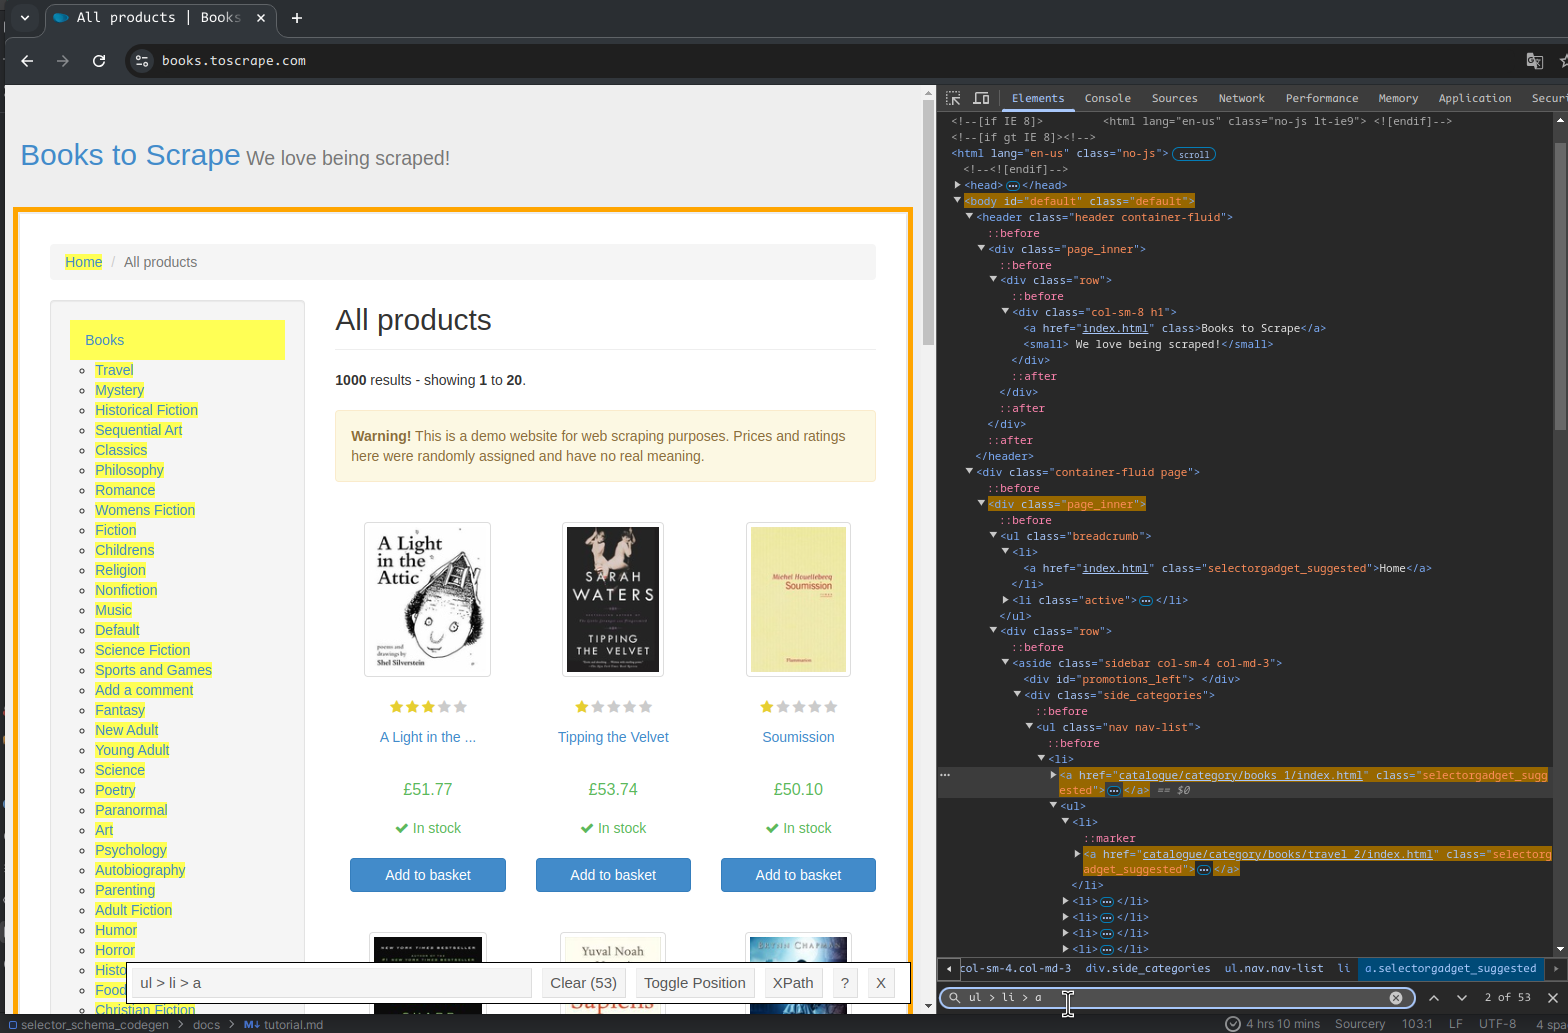 All products | Books
books.toscrape.com
Books to Scrape We love being scraped!
Home / All products
Books
Travel
Mystery
Historical Fiction
Sequential Art
Classics
Philosophy
Romance
Womens Fiction
Fiction
Childrens
Religion
Nonfiction
Music
Default
Science Fiction
Sports and Games
Add a comment
Fantasy
New Adult
Young Adult
Science
Poetry
Paranormal
Art
Psychology
Autobiography
Parenting
Adult Fiction
Humor
Horror
Histo
Food
Christian Fiction
All products
1000 results - showing 1 to 20.
Warning! This is a demo website for web scraping purposes. Prices and ratings
here were randomly assigned and have no real meaning.
A Light
in the
Attic
poems and
drawings by
Shel Silverstein
SARAH
WATERS
TIPPING
THE VELVET
Michel Houellebecq
Soumission
Flammarion
A Light in the ...
Tipping the Velvet
Soumission
£51.77
£53.74
£50.10
In stock
In stock
In stock
Add to basket
Add to basket
Add to basket
NEW YORK TIMES BESTSELLER
Yuval Noah
Sapiens
ul > li > a
Clear (53)
Toggle Position
XPath
?
X
Elements Console Sources Network Performance Memory Application Securi
<!--[if IE 8]> <html lang="en-us" class="no-js lt-ie9"> <![endif]-->
<!--[if gt IE 8]><!-->
<html lang="en-us" class="no-js"> scroll
<!--<![endif]-->
<head> ••• </head>
<body id="default" class="default">
<header class="header container-fluid">
::before
<div class="page_inner">
::before
<div class="row">
::before
<div class="col-sm-8 h1">
<a href="index.html" class>Books to Scrape</a>
<small> We love being scraped!</small>
</div>
::after
</div>
::after
</div>
::after
</header>
<div class="container-fluid page">
::before
<div class="page_inner">
::before
<ul class="breadcrumb">
<li>
<a href="index.html" class="selectorgadget_suggested">Home</a>
</li>
<li class="active"> ••• </li>
</ul>
<div class="row">
::before
<aside class="sidebar col-sm-4 col-md-3">
<div id="promotions_left"> </div>
<div class="side_categories">
::before
<ul class="nav nav-list">
::before
<li>
<a href="catalogue/category/books_1/index.html" class="selectorgadget_sugg
ested"> ••• </a> == $0
<ul>
<li>
::marker
<a href="catalogue/category/books/travel_2/index.html" class="selectorg
adget_suggested"> ••• </a>
</li>
<li> ••• </li>
<li> ••• </li>
<li> ••• </li>
<li> ••• </li>
col-sm-4.col-md-3 div.side_categories ul.nav.nav-list li a.selectorgadget_suggested
ul > li > a
2 of 53
selector_schema_codegen > docs > M↓ tutorial.md
4 hrs 10 mins Sourcery 103:1 LF UTF-8 4 spa